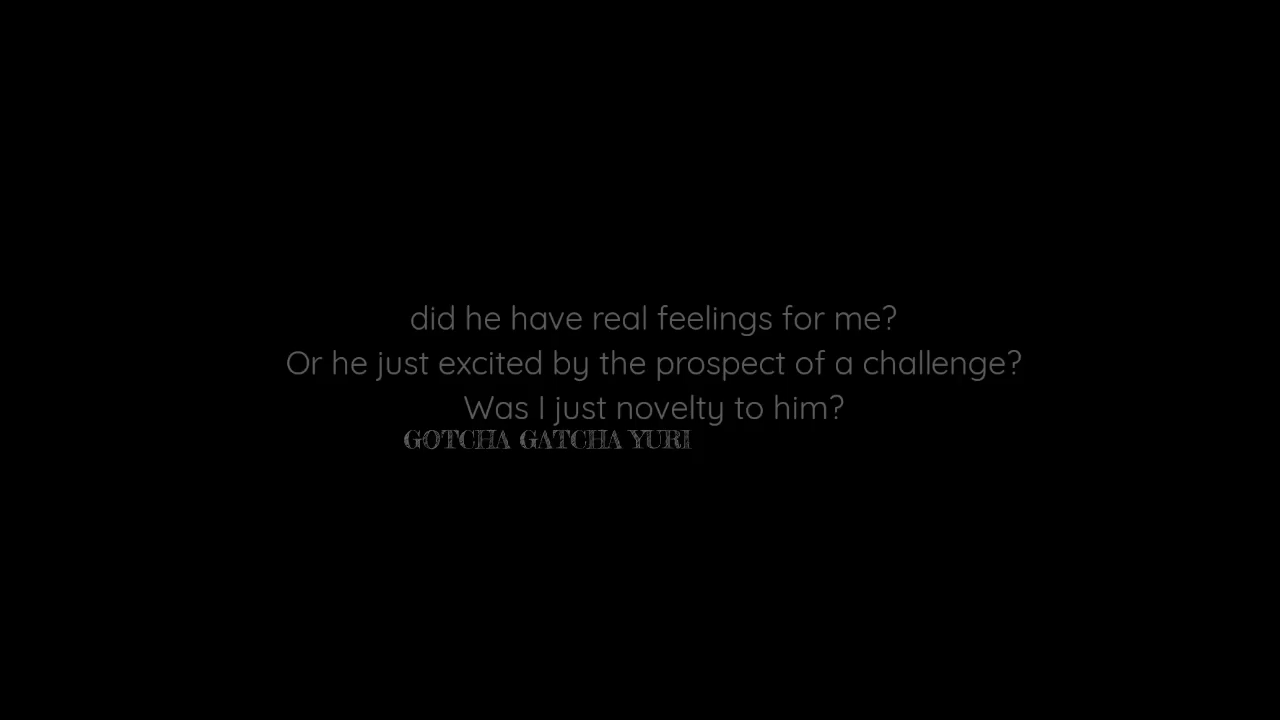 did he have real feelings for me?
Or he just excited by the prospect of a challenge?
Was I just novelty to him?
GOTCHA GATCHA YURI